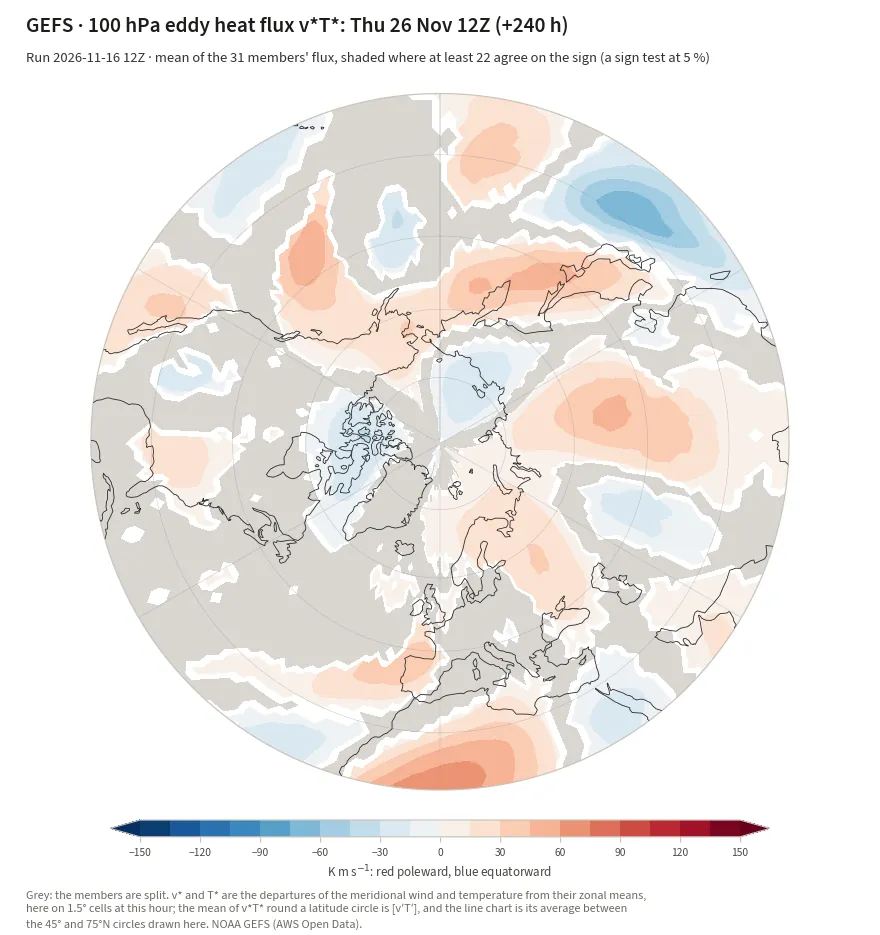 GEFS · 100 hPa eddy heat flux v*T*: Thu 26 Nov 12Z (+240 h)
Run 2026-11-16 12Z · mean of the 31 members' flux, shaded where at least 22 agree on the sign (a sign test at 5 %)
−150 −120 −90 −60 −30 0 30 60 90 120 150
K m s⁻¹: red poleward, blue equatorward
Grey: the members are split. v* and T* are the departures of the meridional wind and temperature from their zonal means,
here on 1.5° cells at this hour; the mean of v*T* round a latitude circle is [v'T'], and the line chart is its average between
the 45° and 75°N circles drawn here. NOAA GEFS (AWS Open Data).